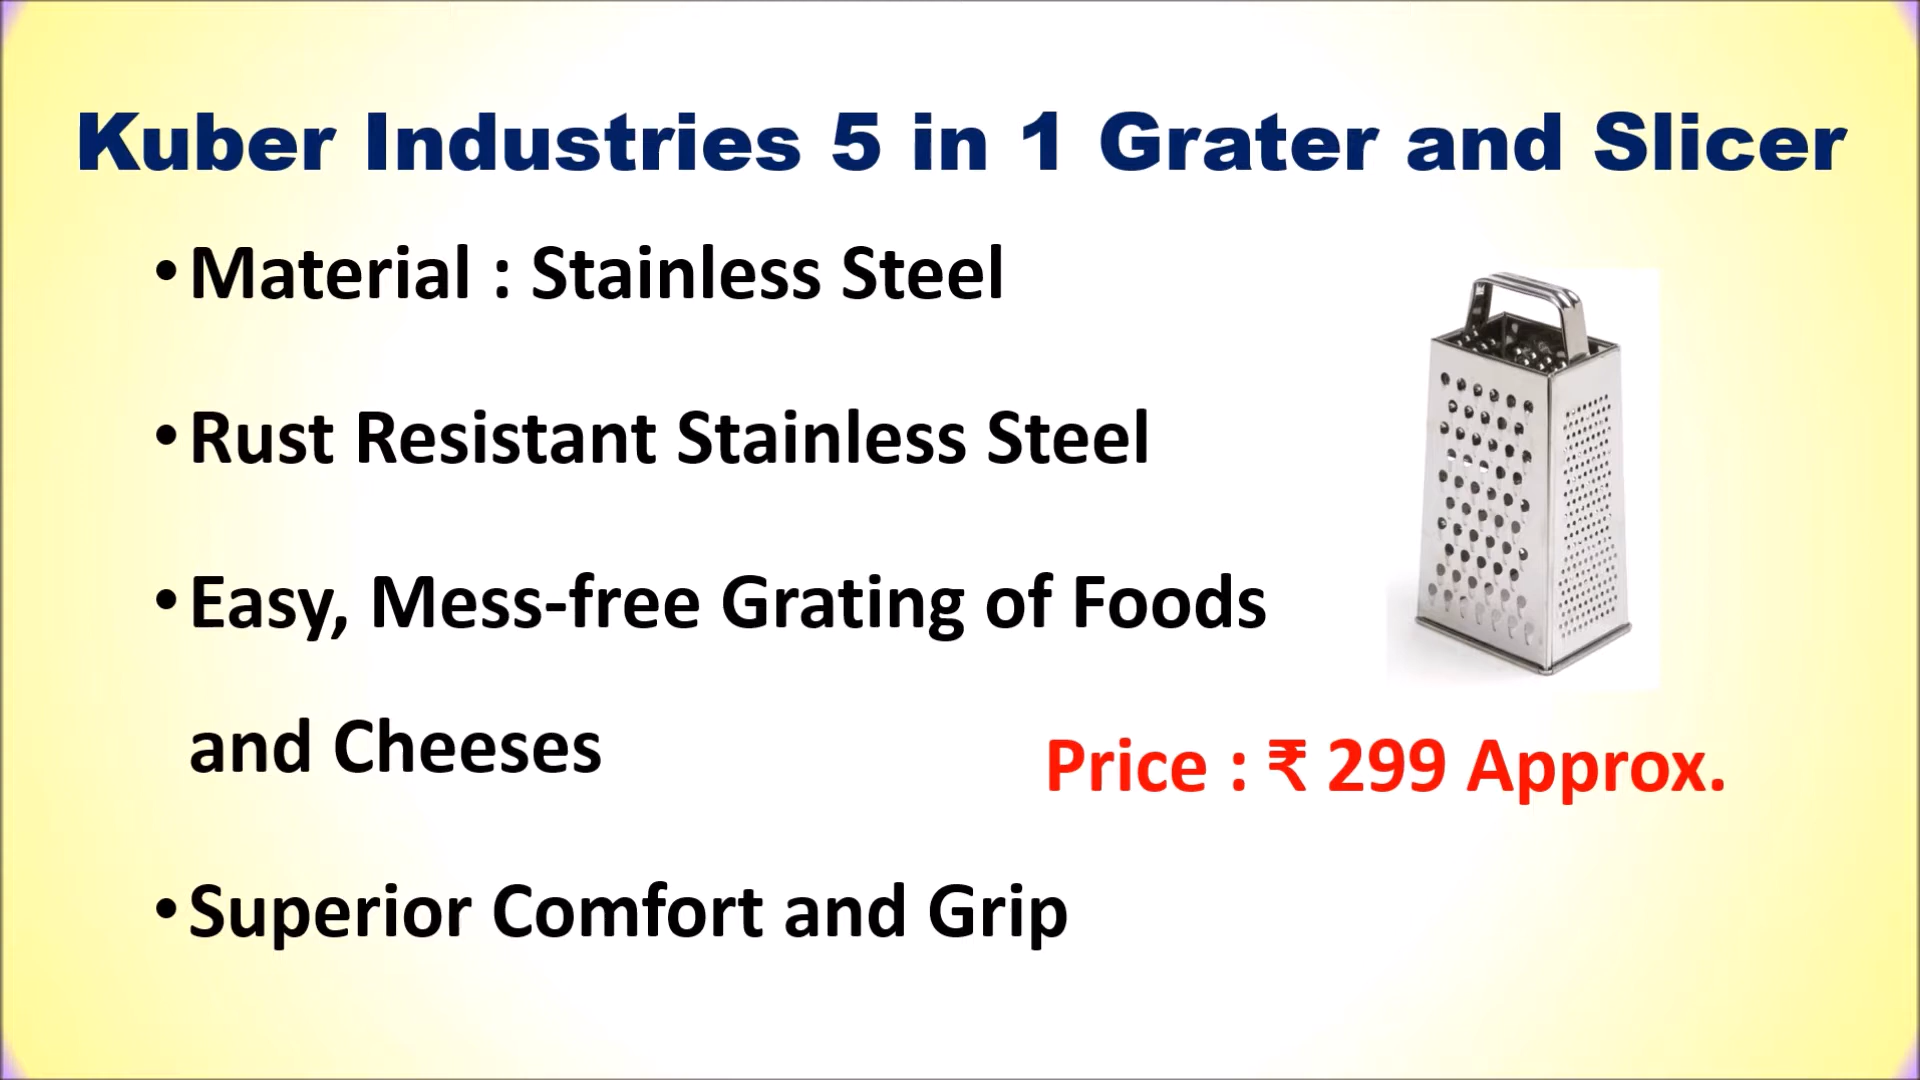 Kuber Industries 5 in 1 Grater and Slicer
•Material : Stainless Steel
•Rust Resistant Stainless Steel
•Easy, Mess-free Grating of Foods
and Cheeses
Price : ₹ 299 Approx.
•Superior Comfort and Grip